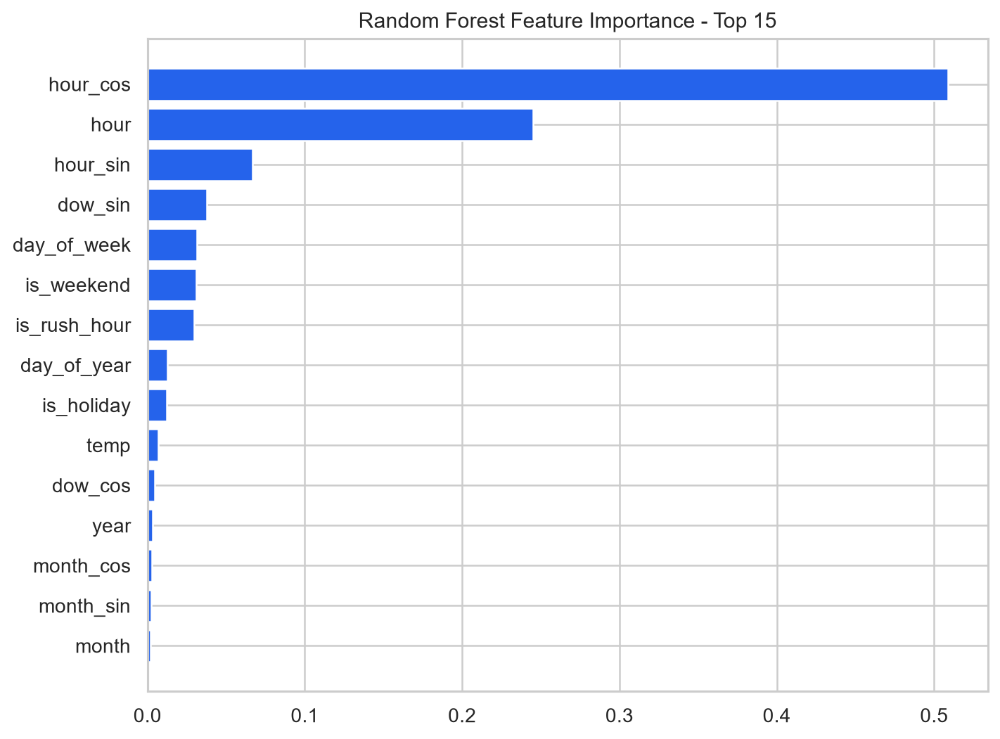 Random Forest Feature Importance - Top 15
hour_cos
hour
hour_sin
dow_sin
day_of_week
is_weekend
is_rush_hour
day_of_year
is_holiday
temp
dow_cos
year
month_cos
month_sin
month
0.0 0.1 0.2 0.3 0.4 0.5